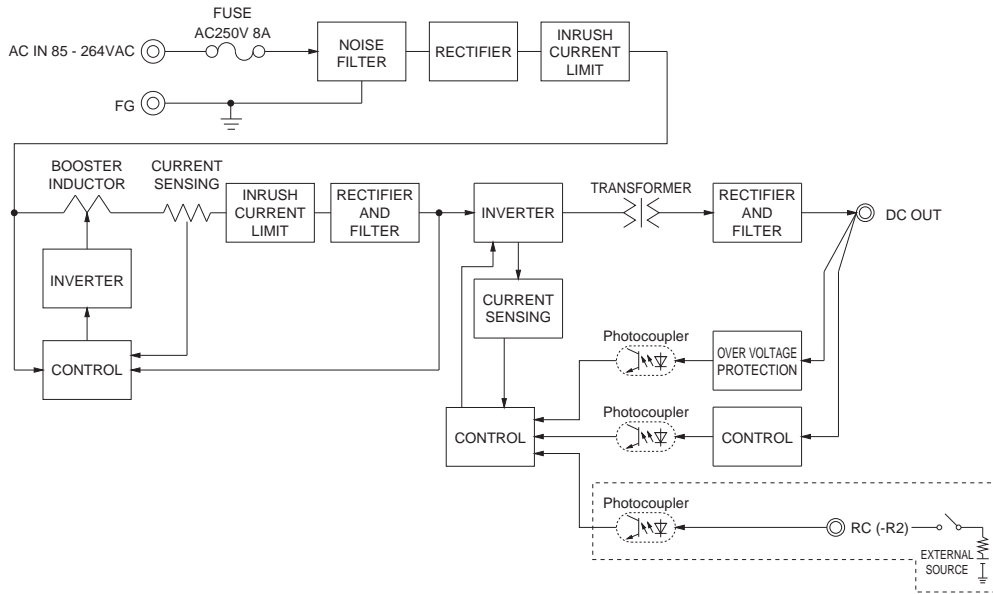 FUSE
AC250V 8A
AC IN 85 - 264VAC
NOISE
FILTER
RECTIFIER
INRUSH
CURRENT
LIMIT
FG
BOOSTER
INDUCTOR
CURRENT
SENSING
INRUSH
CURRENT
LIMIT
RECTIFIER
AND
FILTER
INVERTER
TRANSFORMER
RECTIFIER
AND
FILTER
DC OUT
INVERTER
CURRENT
SENSING
CONTROL
Photocoupler
OVER VOLTAGE
PROTECTION
CONTROL
Photocoupler
CONTROL
Photocoupler
RC (-R2)
EXTERNAL
SOURCE